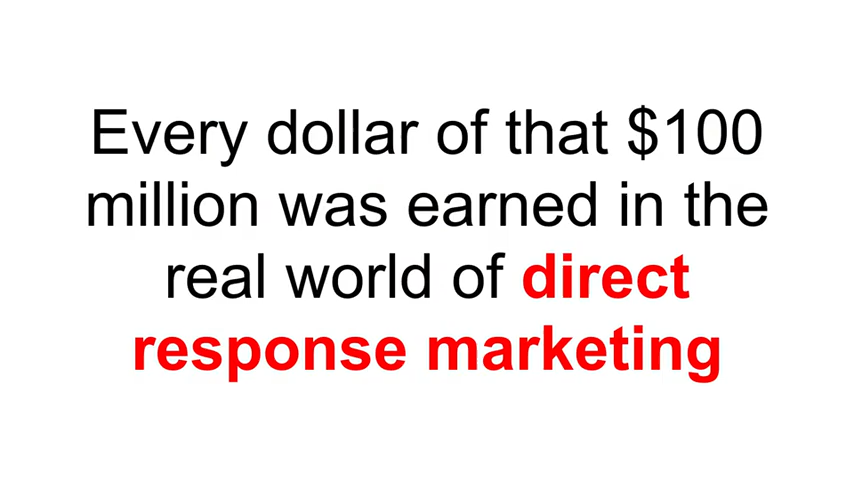 Every dollar of that $100
million was earned in the
real world of direct
response marketing